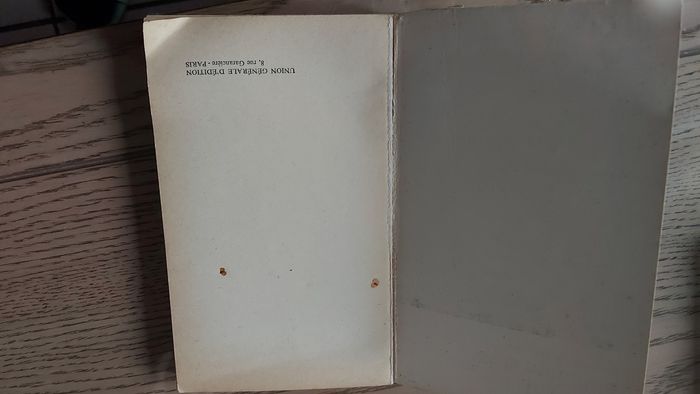 UNION GÉNÉRALE D'ÉDITION
8, rue Garancière - PARIS